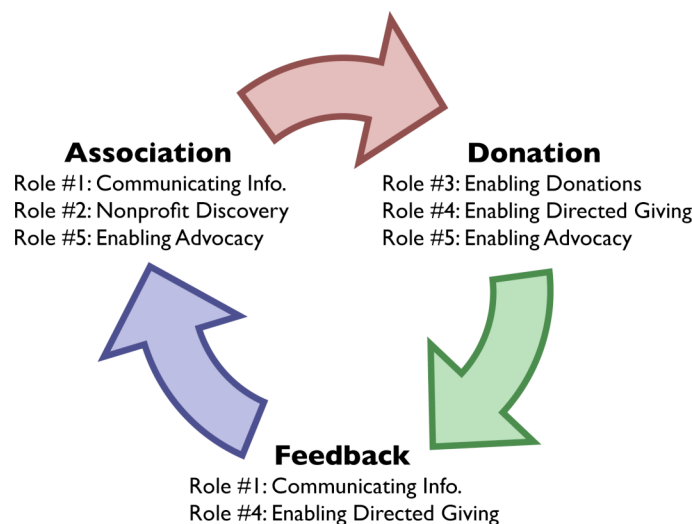 Association
Role #1: Communicating Info.
Role #2: Nonprofit Discovery
Role #5: Enabling Advocacy
Donation
Role #3: Enabling Donations
Role #4: Enabling Directed Giving
Role #5: Enabling Advocacy
Feedback
Role #1: Communicating Info.
Role #4: Enabling Directed Giving